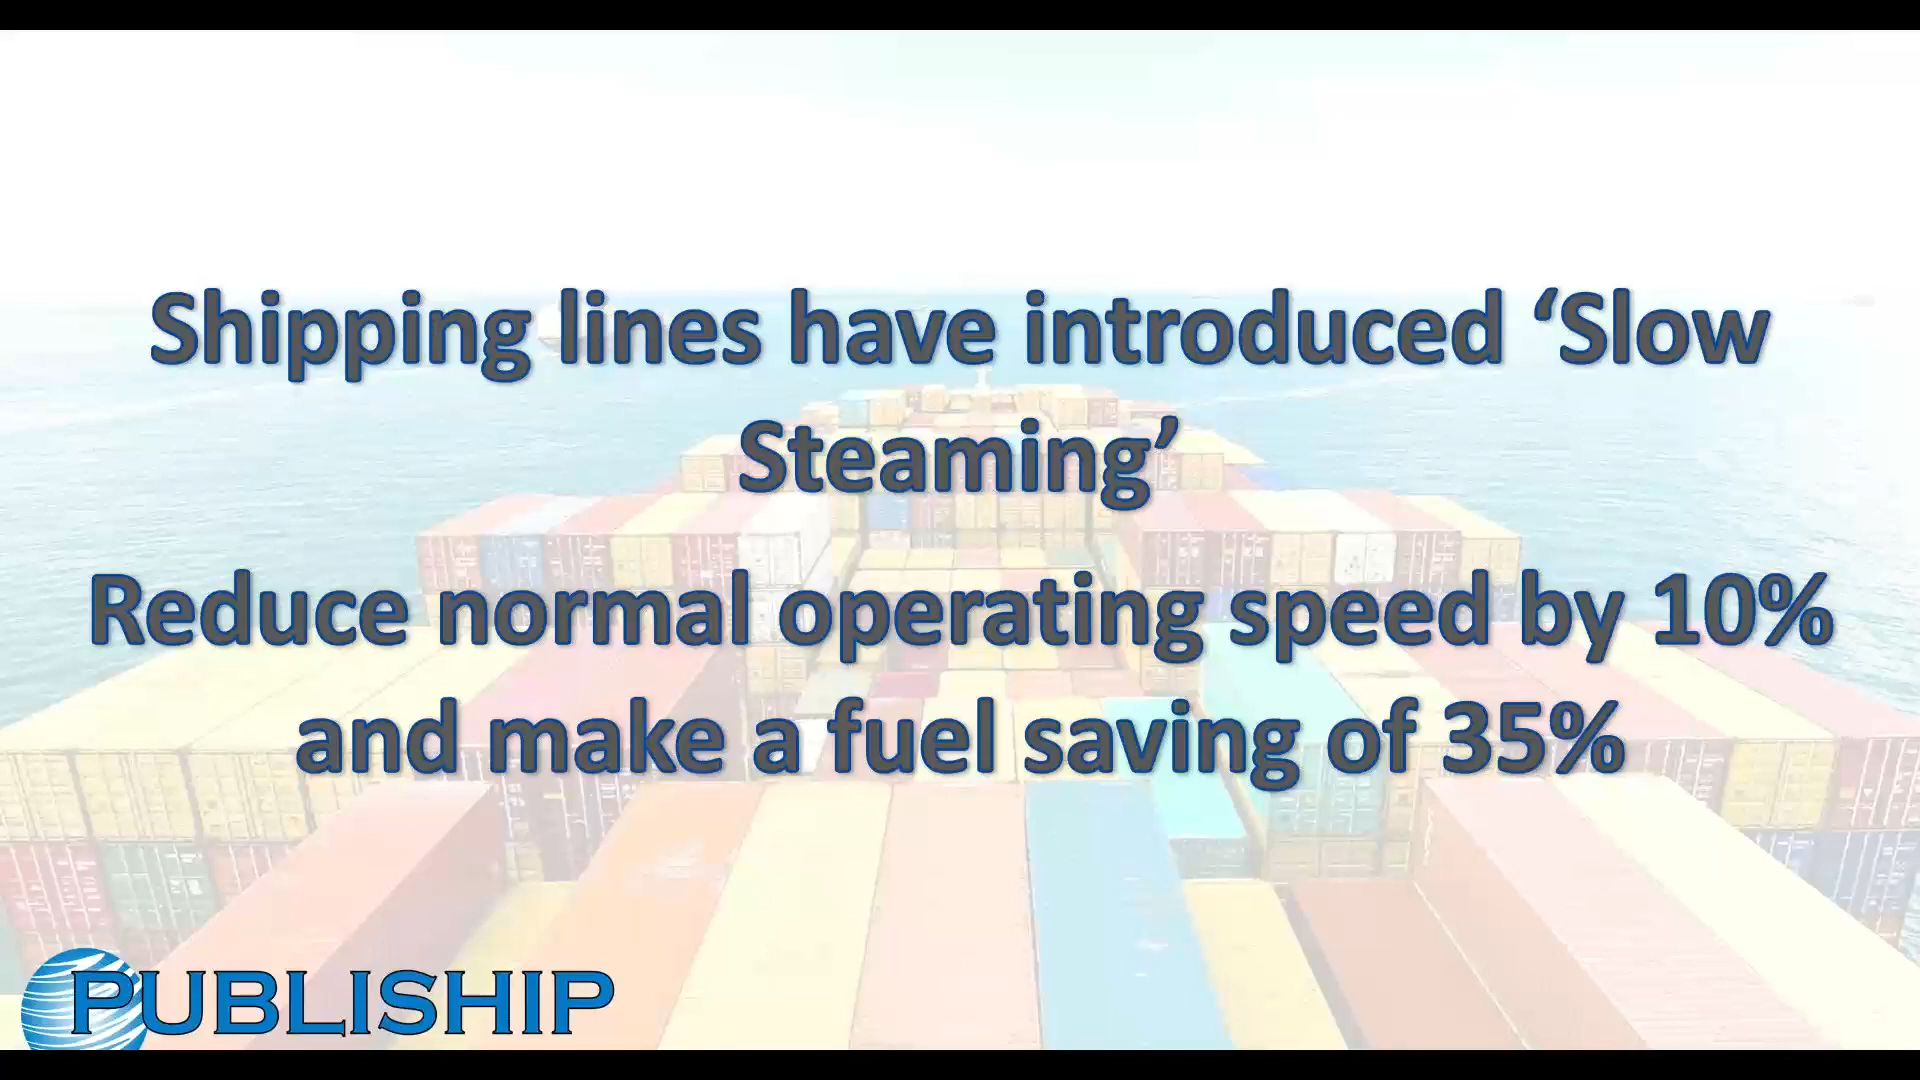 Shipping lines have introduced ‘Slow
Steaming’
Reduce normal operating speed by 10%
and make a fuel saving of 35%
PUBLISHIP